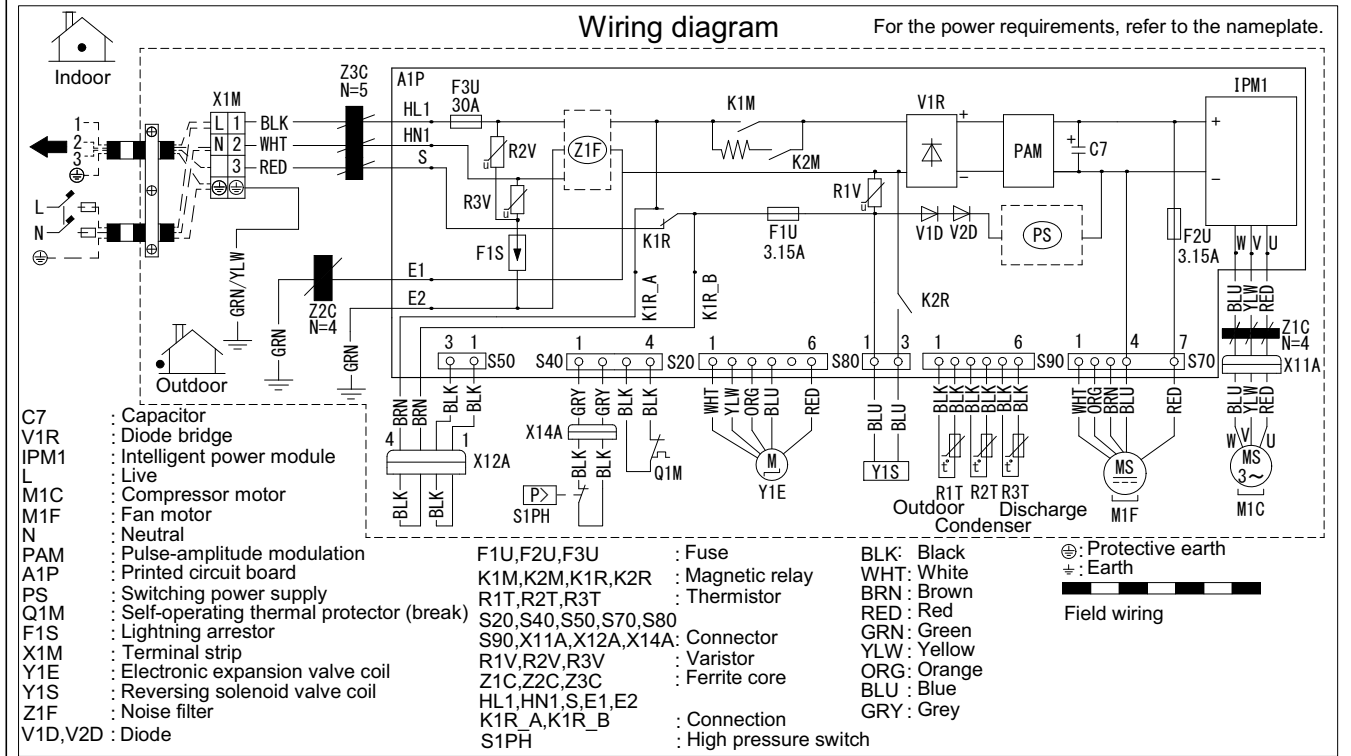 Wiring diagram
For the power requirements, refer to the nameplate.
Indoor
Z3C
N=5
A1P
F3U
30A
X1M
HL1
HN1
S
L 1 BLK
N 2 WHT
3 RED
1
2
3
L
N
R2V
R3V
Z1F
F1S
K1M
K2M
V1R
+
-
PAM
+
C7
IPM1
+
-
R1V
K1R
F1U
3.15A
V1D V2D
PS
F2U
3.15A
W V U
E1
E2
K1R_A
K1R_B
K2R
GRN/YLW
GRN
Z2C
N=4
GRN
Outdoor
BLU
YLW
RED
Z1C
N=4
X11A
3 1 S50
S40 1 4
S20 1 6
S80 1 3
1 6
S90 1 4 7 S70
BRN
BRN
BLK
BLK
4 1
X12A
BLK
BLK
GRY
GRY
BLK
BLK
X14A
BLK
BLK
Q1M
P>
S1PH
WHT
YLW
ORG
BLU
RED
M
Y1E
BLU
BLU
Y1S
BLK
BLK
BLK
BLK
BLK
BLK
t° t° t°
R1T R2T R3T
Outdoor
Condenser
Discharge
WHT
ORG
BRN
BLU
RED
MS
M1F
BLU
YLW
RED
W V U
MS
3~
M1C
C7 : Capacitor
V1R : Diode bridge
IPM1 : Intelligent power module
L : Live
M1C : Compressor motor
M1F : Fan motor
N : Neutral
PAM : Pulse-amplitude modulation
A1P : Printed circuit board
PS : Switching power supply
Q1M : Self-operating thermal protector (break)
F1S : Lightning arrestor
X1M : Terminal strip
Y1E : Electronic expansion valve coil
Y1S : Reversing solenoid valve coil
Z1F : Noise filter
V1D,V2D : Diode
F1U,F2U,F3U : Fuse
K1M,K2M,K1R,K2R : Magnetic relay
R1T,R2T,R3T : Thermistor
S20,S40,S50,S70,S80
S90,X11A,X12A,X14A: Connector
R1V,R2V,R3V : Varistor
Z1C,Z2C,Z3C : Ferrite core
HL1,HN1,S,E1,E2
K1R_A,K1R_B : Connection
S1PH : High pressure switch
BLK: Black
WHT: White
BRN: Brown
RED: Red
GRN: Green
YLW: Yellow
ORG: Orange
BLU: Blue
GRY: Grey
: Protective earth
: Earth
Field wiring